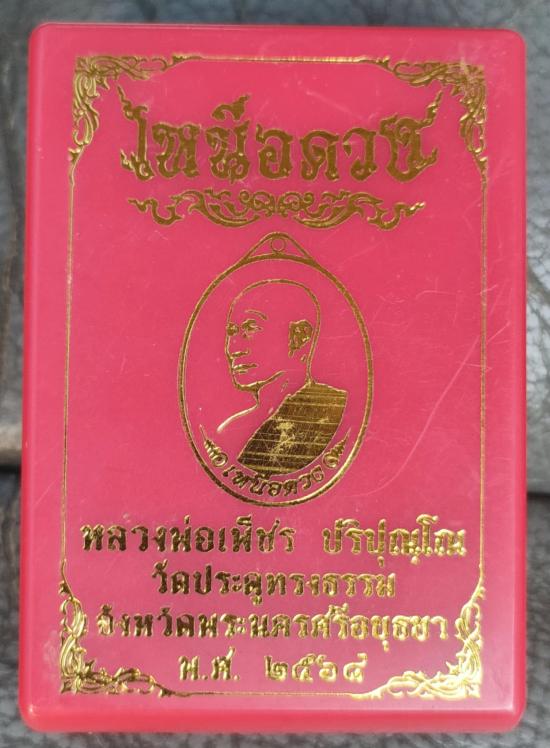 เหนือดวง
เหนือดวง
หลวงพ่อเพ็ชร ปริปุณฺโณ
วัดประดู่ทรงธรรม
จังหวัดพระนครศรีอยุธยา
พ.ศ. ๒๕๖๘